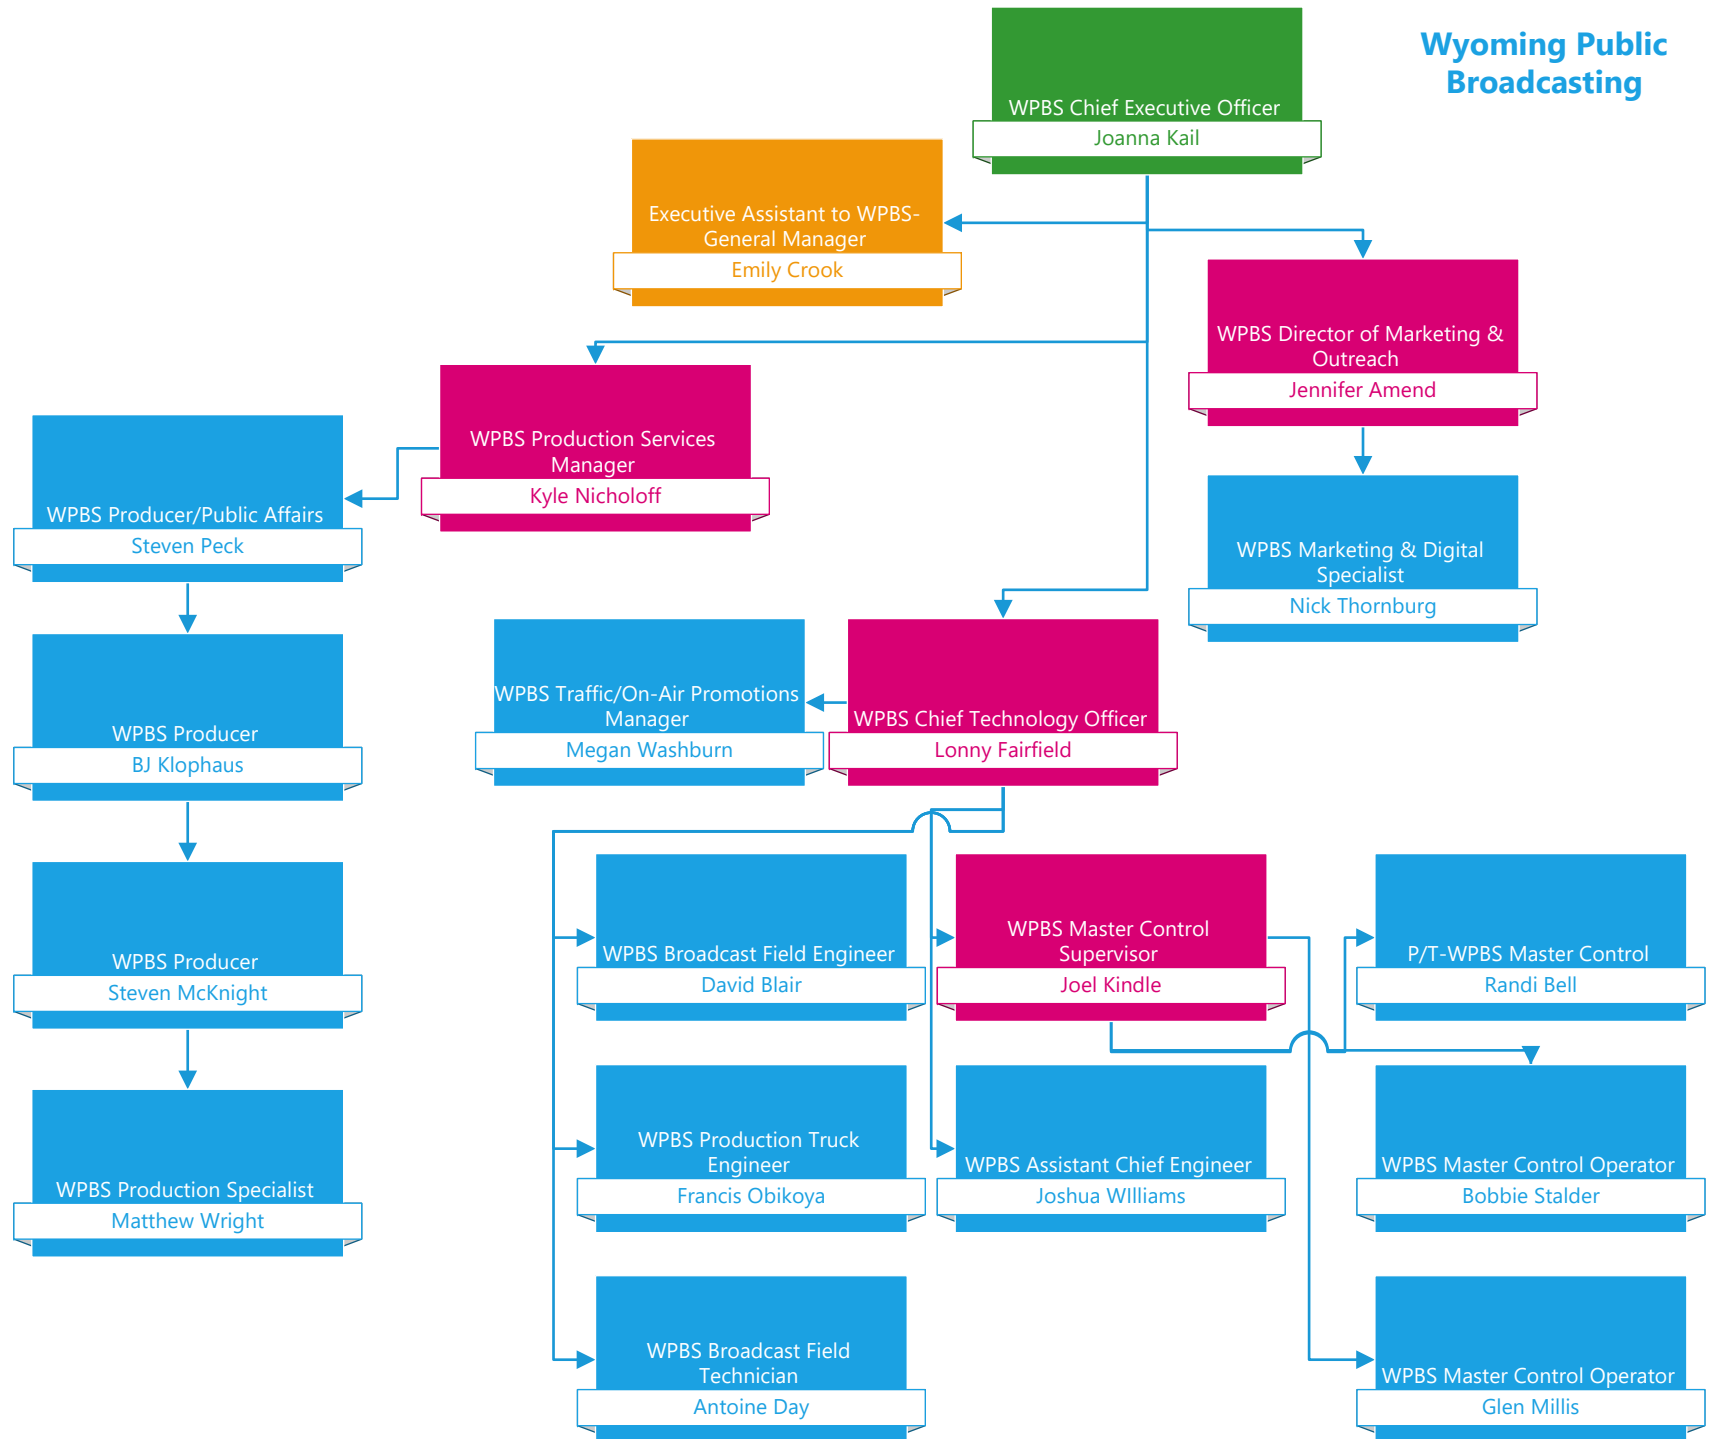 Wyoming Public
Broadcasting
WPBS Chief Executive Officer
Joanna Kail
Executive Assistant to WPBS-
General Manager
Emily Crook
WPBS Director of Marketing &
Outreach
Jennifer Amend
WPBS Production Services
Manager
Kyle Nicholoff
WPBS Producer/Public Affairs
Steven Peck
WPBS Marketing & Digital
Specialist
Nick Thornburg
WPBS Traffic/On-Air Promotions
Manager
Megan Washburn
WPBS Chief Technology Officer
Lonny Fairfield
WPBS Producer
BJ Klophaus
WPBS Broadcast Field Engineer
David Blair
WPBS Master Control
Supervisor
Joel Kindle
P/T-WPBS Master Control
Randi Bell
WPBS Producer
Steven McKnight
WPBS Production Truck
Engineer
Francis Obikoya
WPBS Assistant Chief Engineer
Joshua WIlliams
WPBS Master Control Operator
Bobbie Stalder
WPBS Production Specialist
Matthew Wright
WPBS Broadcast Field
Technician
Antoine Day
WPBS Master Control Operator
Glen Millis